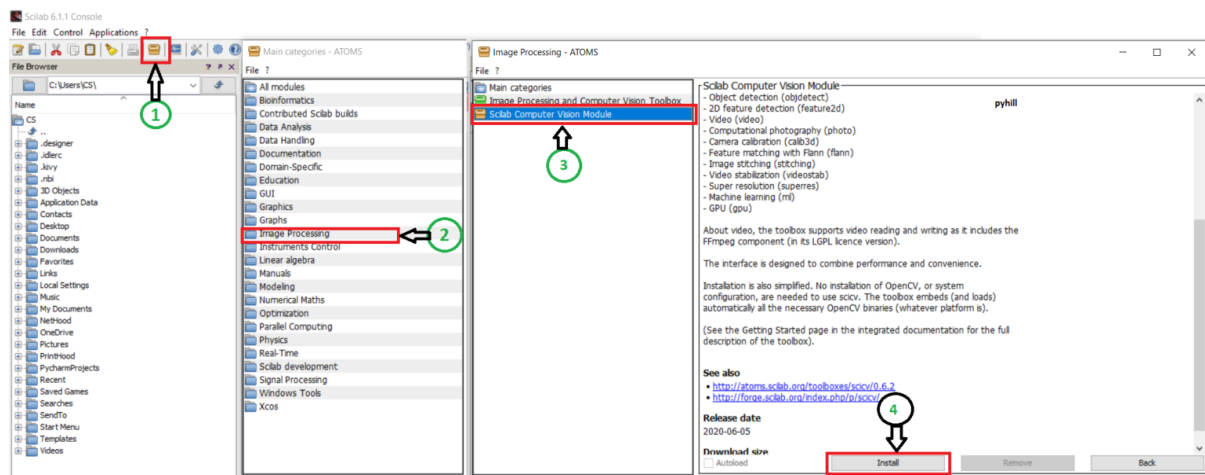 Scilab 6.1.1 Console
File Edit Control Applications ?
File Browser
? ↗ X
C:\Users\CS\
Name
CS
..
.designer
.idlerc
.kivy
.nbi
3D Objects
Application Data
Contacts
Desktop
Documents
Downloads
Favorites
Links
Local Settings
Music
My Documents
NetHood
OneDrive
Pictures
PrintHood
PycharmProjects
Recent
Saved Games
Searches
SendTo
Start Menu
Templates
Videos
1
Main categories - ATOMS
File ?
All modules
Bioinformatics
Contributed Scilab builds
Data Analysis
Data Handling
Documentation
Domain-Specific
Education
GUI
Graphics
Graphs
Image Processing
Instruments Control
Linear algebra
Manuals
Modeling
Numerical Maths
Optimization
Parallel Computing
Physics
Real-Time
Scilab development
Signal Processing
Windows Tools
Xcos
2
Image Processing - ATOMS
File ?
Main categories
Image Processing and Computer Vision Toolbox
Scilab Computer Vision Module
3
Scilab Computer Vision Module
- Object detection (objdetect)
pyhill
- 2D feature detection (feature2d)
- Video (video)
- Computational photography (photo)
- Camera calibration (calib3d)
- Feature matching with Flann (flann)
- Image stitching (stitching)
- Video stabilization (videostab)
- Super resolution (superres)
- Machine learning (ml)
- GPU (gpu)
About video, the toolbox supports video reading and writing as it includes the
FFmpeg component (in its LGPL licence version).
The interface is designed to combine performance and convenience.
Installation is also simplified. No installation of OpenCV, or system
configuration, are needed to use scicv. The toolbox embeds (and loads)
automatically all the necessary OpenCV binaries (whatever platform is).
(See the Getting Started page in the integrated documentation for the full
description of the toolbox).
See also
• http://atoms.scilab.org/toolboxes/scicv/0.6.2
• http://forge.scilab.org/index.php/p/scicv/
4
Release date
2020-06-05
Download size
Autoload
Install
Remove
Back